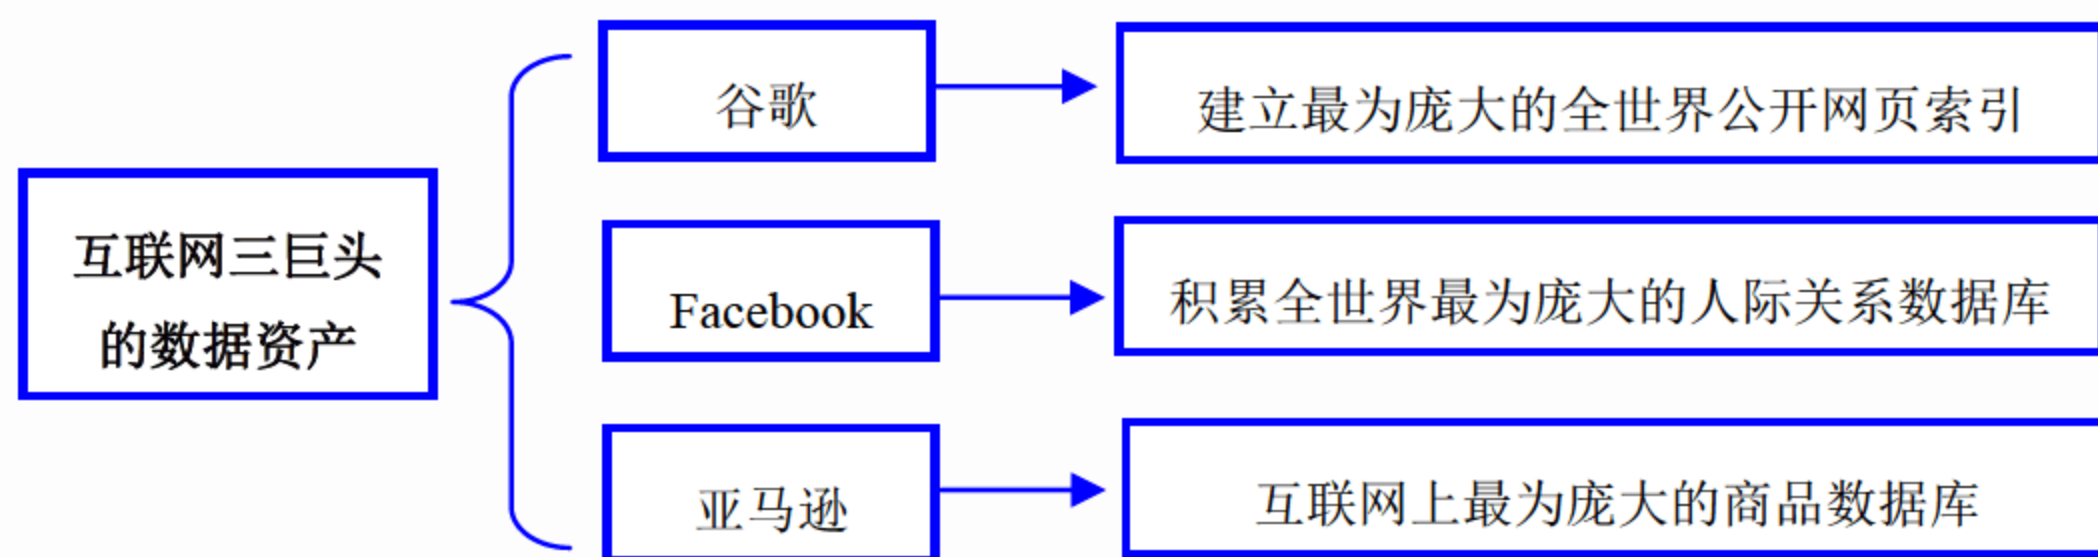 互联网三巨头
的数据资产
谷歌
建立最为庞大的全世界公开网页索引
Facebook
积累全世界最为庞大的人际关系数据库
亚马逊
互联网上最为庞大的商品数据库